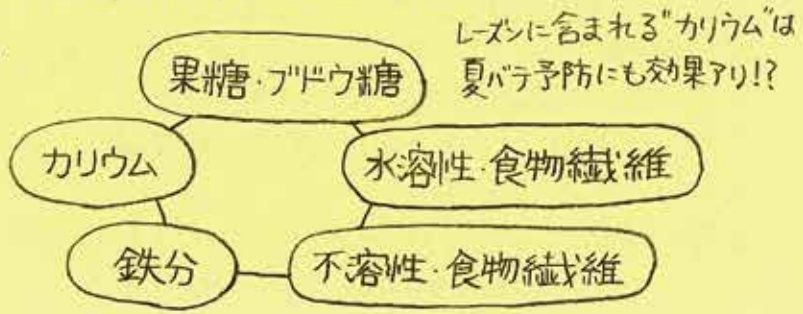 レーズンに含まれる"カリウム"は
夏バテ予防にも効果アリ!?
果糖・ブドウ糖
カリウム
水溶性・食物繊維
鉄分
不溶性・食物繊維